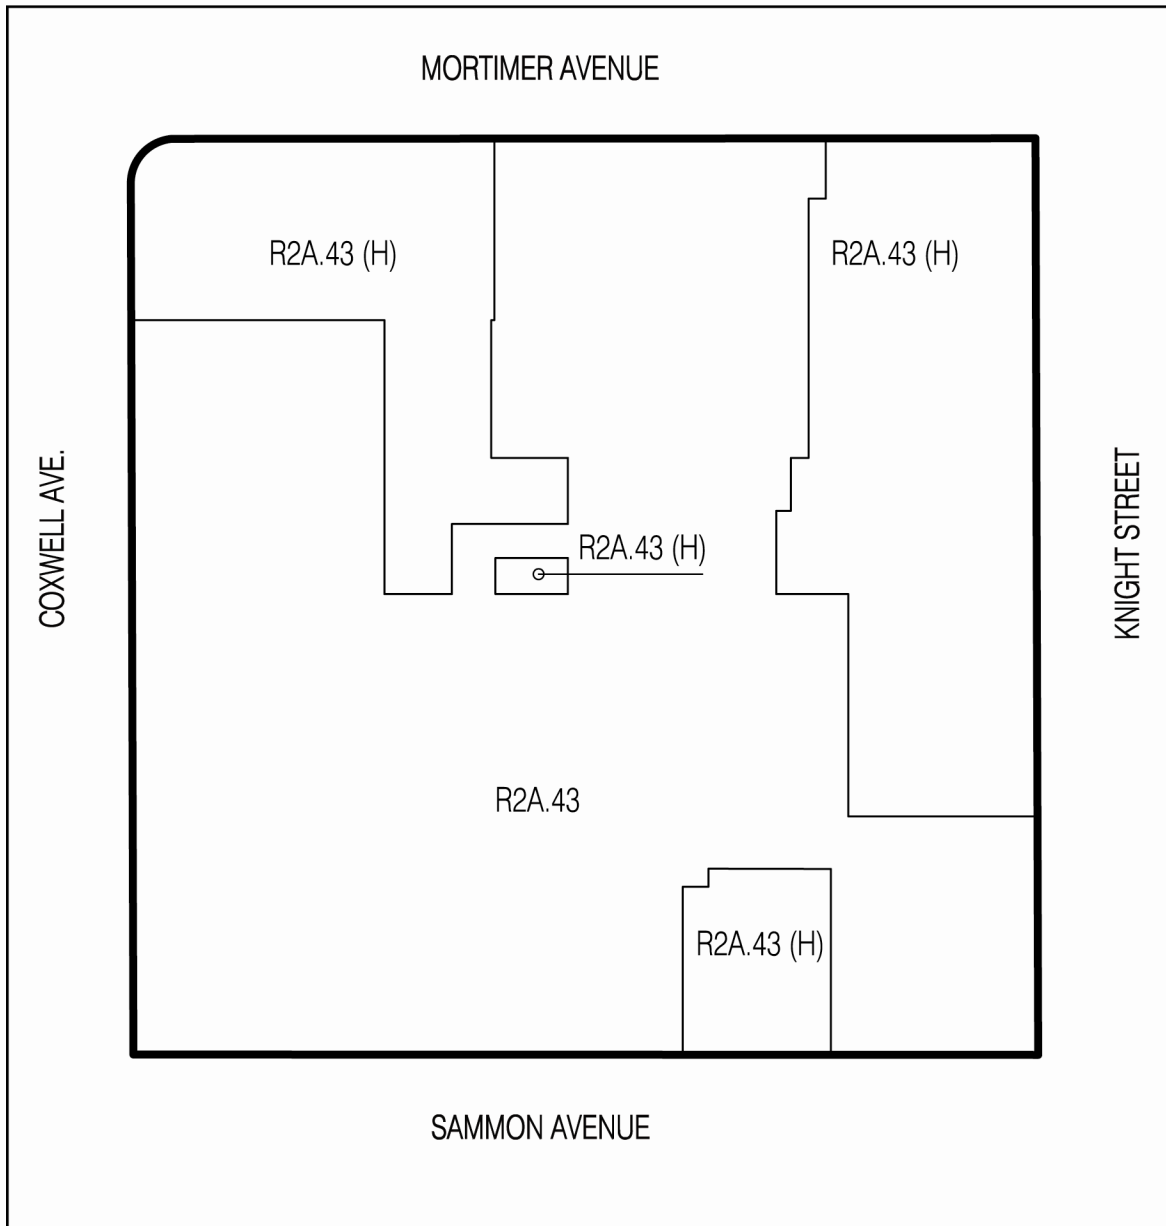 MORTIMER AVENUE
R2A.43 (H)
R2A.43 (H)
COXWELL AVE.
KNIGHT STREET
R2A.43 (H)
R2A.43
R2A.43 (H)
SAMMON AVENUE